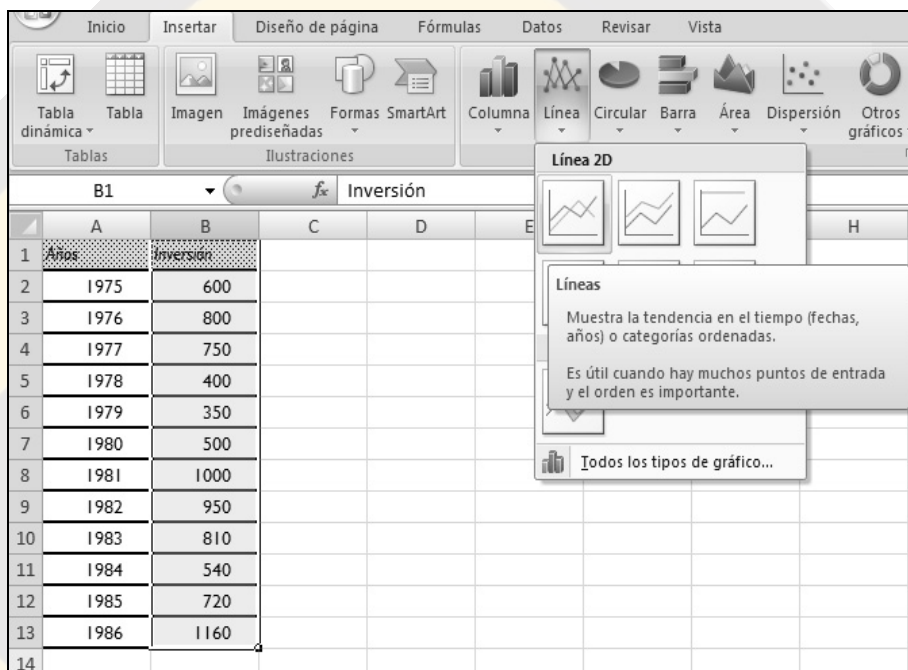 Inicio Insertar Diseño de página Fórmulas Datos Revisar Vista
Tabla dinámica Tabla Imagen Imágenes prediseñadas Formas SmartArt Columna Línea Circular Barra Área Dispersión Otros gráficos
Tablas Ilustraciones
Línea 2D
B1 fx Inversión
A B C D E H
1 Años Inversión
2 1975 600
3 1976 800
4 1977 750
5 1978 400
6 1979 350
7 1980 500
8 1981 1000
9 1982 950
10 1983 810
11 1984 540
12 1985 720
13 1986 1160
14
Líneas
Muestra la tendencia en el tiempo (fechas,
años) o categorías ordenadas.
Es útil cuando hay muchos puntos de entrada
y el orden es importante.
Todos los tipos de gráfico...